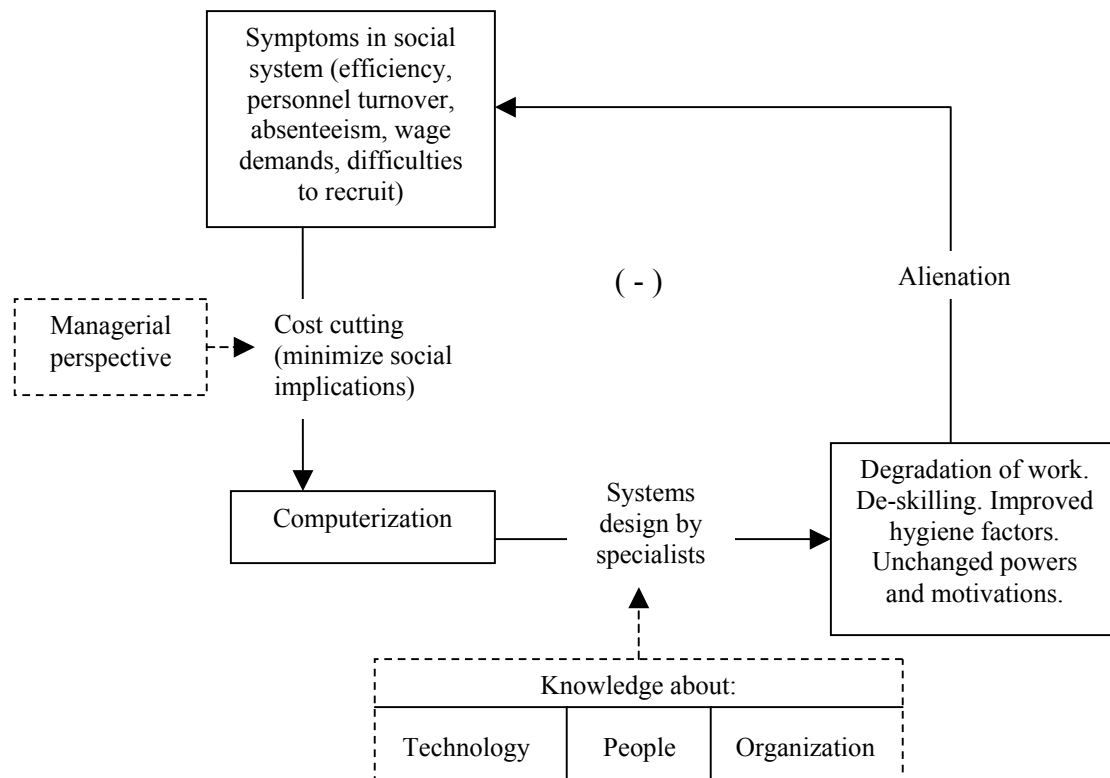 Symptoms in social
system (efficiency,
personnel turnover,
absenteeism, wage
demands, difficulties
to recruit)
( - )
Alienation
Managerial
perspective
Cost cutting
(minimize social
implications)
Computerization
Systems
design by
specialists
Degradation of work.
De-skilling. Improved
hygiene factors.
Unchanged powers
and motivations.
Knowledge about:
Technology
People
Organization